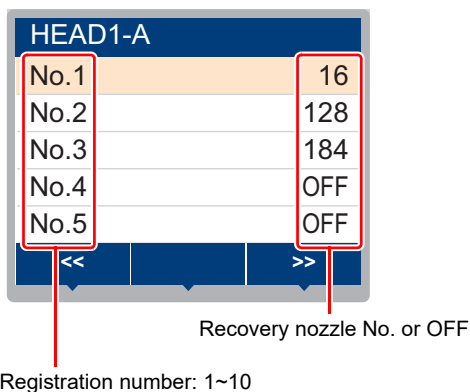 HEAD1-A
No.1 16
No.2 128
No.3 184
No.4 OFF
No.5 OFF
<< >>
Recovery nozzle No. or OFF
Registration number: 1~10